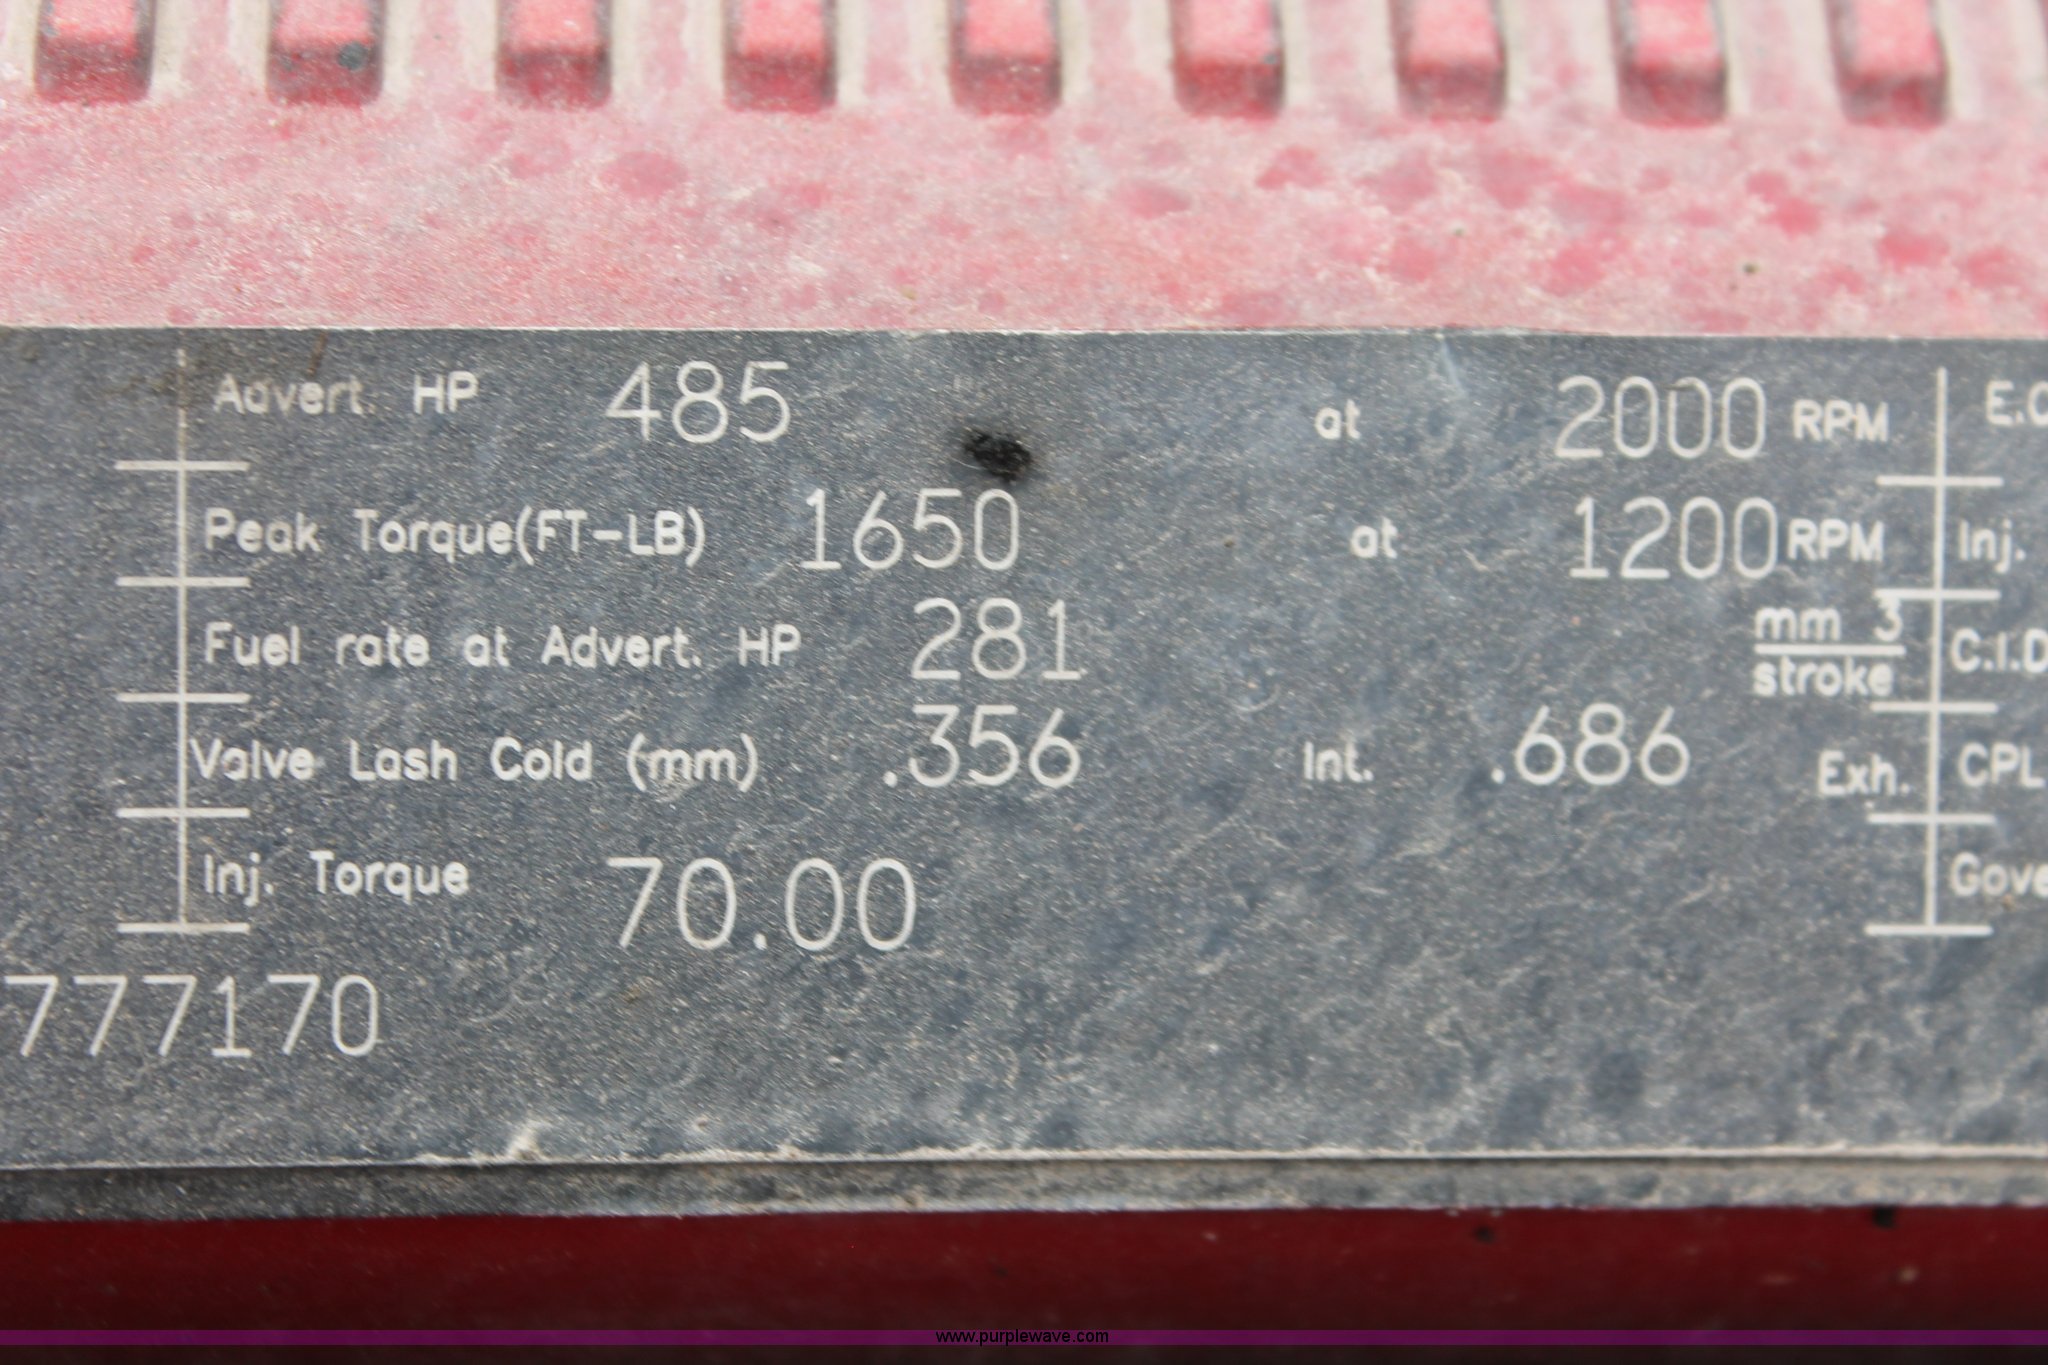 Advert. HP 485 at 2000 RPM E.C
Peak Torque(FT-LB) 1650 at 1200 RPM Inj.
Fuel rate at Advert. HP 281 mm 3 C.I.D
stroke
Valve Lash Cold (mm) .356 Int. .686 Exh. CPL
Inj. Torque 70.00 Gove
777170
www.purplewave.com